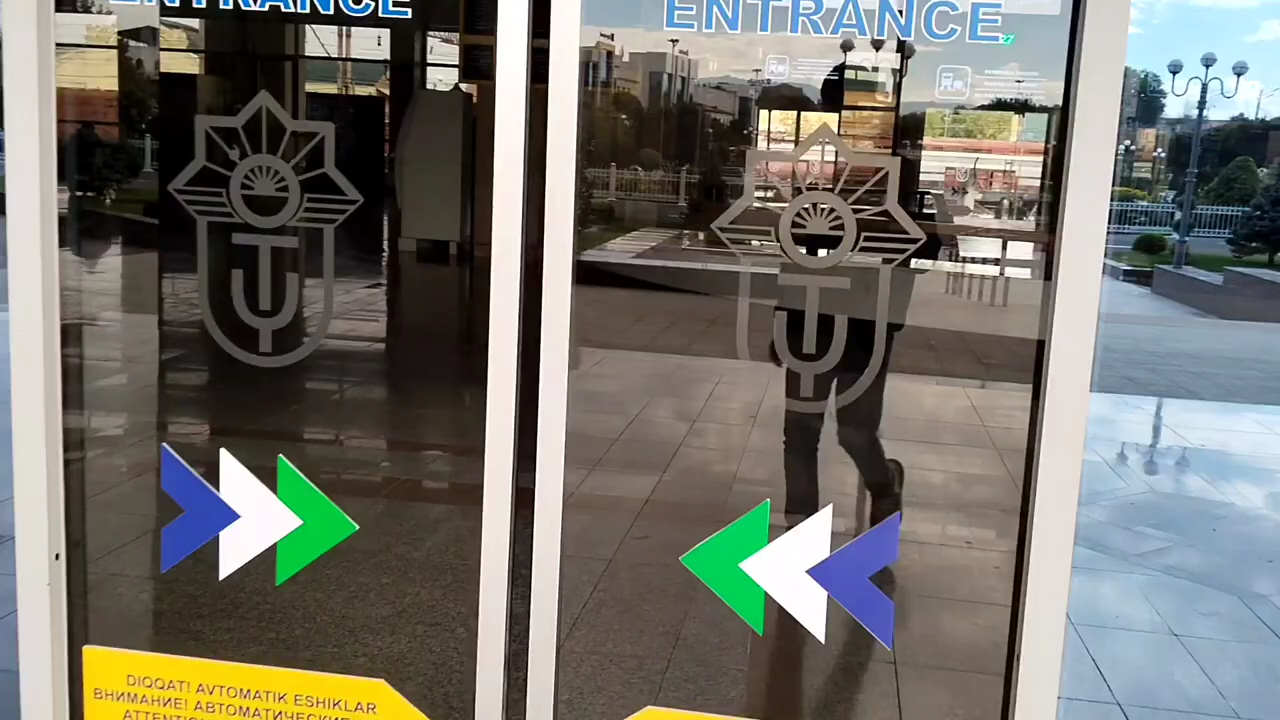 ENTRANCE
ENTRANCE
DIQQAT! AVTOMATIK ESHIKLAR
ВНИМАНИЕ! АВТОМАТИЧЕСКИЕ